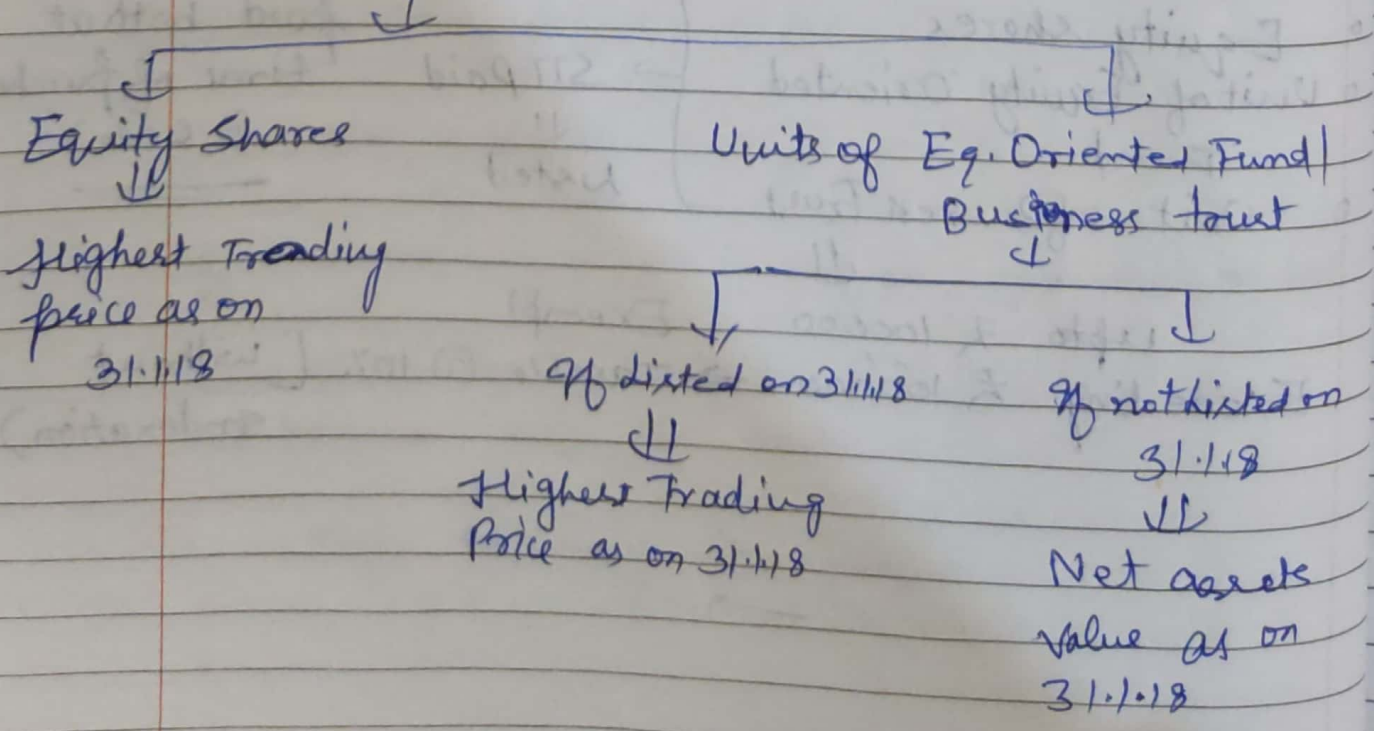 Equity Shares
Highest Trading
price as on
31.1.18
Units of Eq. Oriented Fund/
Business trust
If listed on 31.1.18
Highest Trading
Price as on 31.1.18
If not listed on
31.1.18
Net assets
Value as on
31.1.18